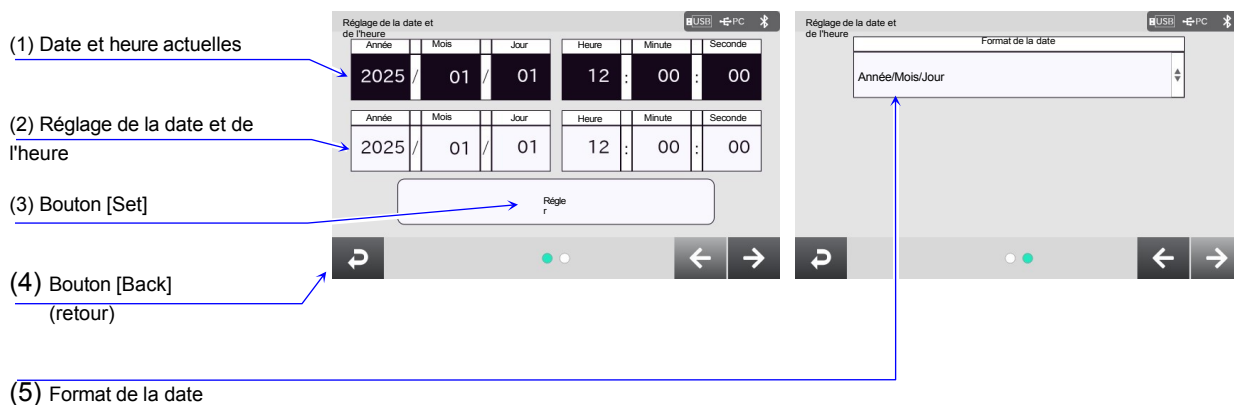 (1) Date et heure actuelles
(2) Réglage de la date et de
l'heure
(3) Bouton [Set]
(4) Bouton [Back]
(retour)
(5) Format de la date
Réglage de la date et
de l'heure
USB PC
Année Mois Jour Heure Minute Seconde
2025 / 01 / 01 12 : 00 : 00
Année Mois Jour Heure Minute Seconde
2025 / 01 / 01 12 : 00 : 00
Régle
r
Réglage de la date et
de l'heure
USB PC
Format de la date
Année/Mois/Jour